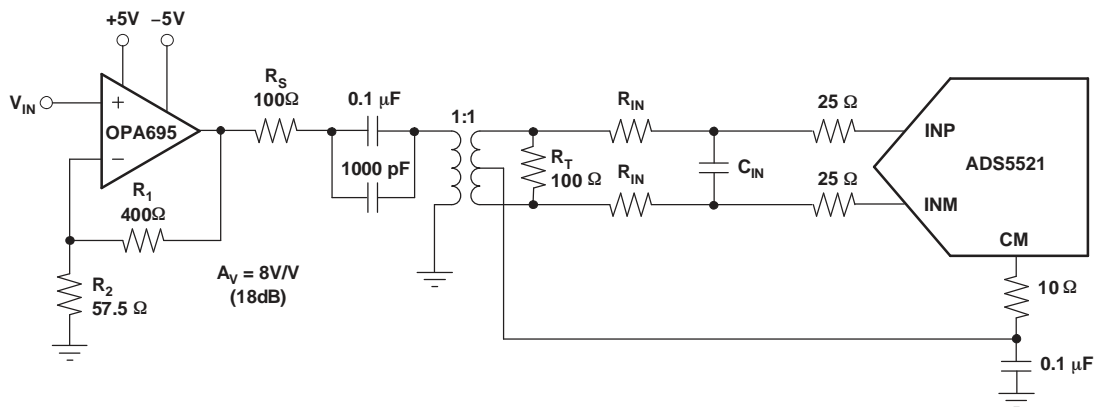 +5V −5V
V_IN
+
OPA695
−
R_S
100Ω
0.1 μF
1000 pF
1:1
R_1
400Ω
R_2
57.5 Ω
A_V = 8V/V
(18dB)
R_T
100 Ω
R_IN
R_IN
C_IN
25 Ω
25 Ω
INP
ADS5521
INM
CM
10 Ω
0.1 μF